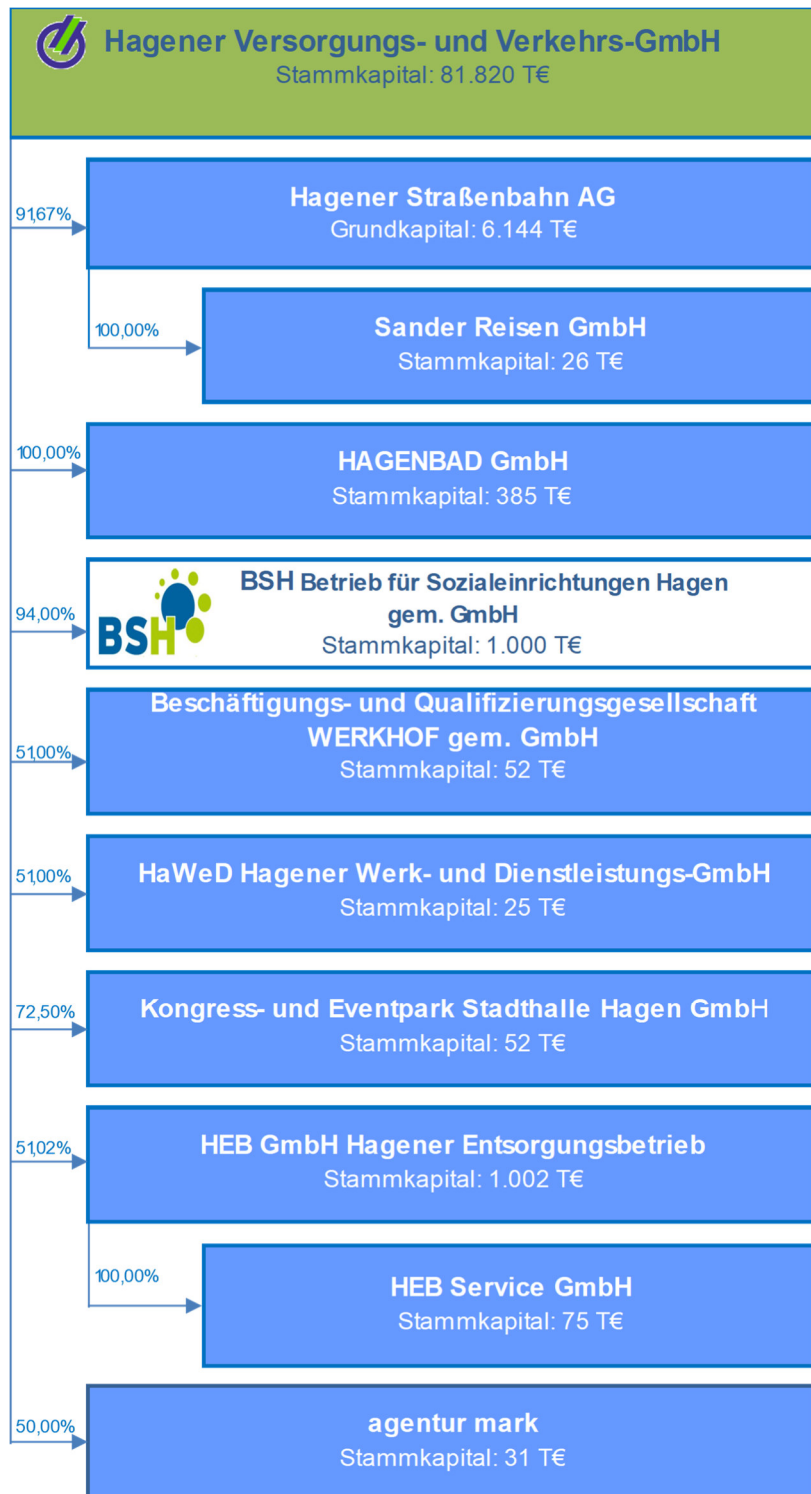 Hagener Versorgungs- und Verkehrs-GmbH
Stammkapital: 81.820 T€
91,67%
Hagener Straßenbahn AG
Grundkapital: 6.144 T€
100,00%
Sander Reisen GmbH
Stammkapital: 26 T€
100,00%
HAGENBAD GmbH
Stammkapital: 385 T€
94,00%
BSH
BSH Betrieb für Sozialeinrichtungen Hagen
gem. GmbH
Stammkapital: 1.000 T€
51,00%
Beschäftigungs- und Qualifizierungsgesellschaft
WERKHOF gem. GmbH
Stammkapital: 52 T€
51,00%
HaWeD Hagener Werk- und Dienstleistungs-GmbH
Stammkapital: 25 T€
72,50%
Kongress- und Eventpark Stadthalle Hagen GmbH
Stammkapital: 52 T€
51,02%
HEB GmbH Hagener Entsorgungsbetrieb
Stammkapital: 1.002 T€
100,00%
HEB Service GmbH
Stammkapital: 75 T€
50,00%
agentur mark
Stammkapital: 31 T€